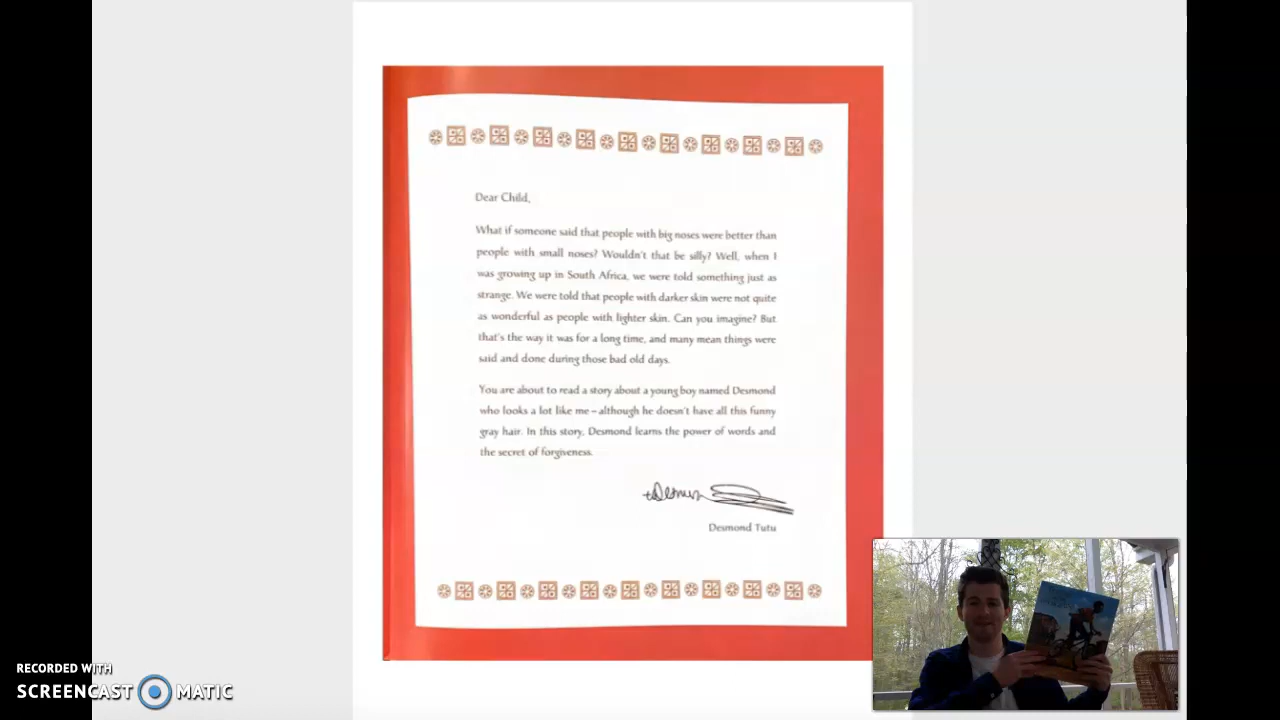 Dear Child,
What if someone said that people with big noses were better than
people with small noses? Wouldn't that be silly? Well, when I
was growing up in South Africa, we were told something just as
strange. We were told that people with darker skin were not quite
as wonderful as people with lighter skin. Can you imagine? But
that's the way it was for a long time, and many mean things were
said and done during those bad old days.
You are about to read a story about a young boy named Desmond
who looks a lot like me – although he doesn't have all this funny
gray hair. In this story, Desmond learns the power of words and
the secret of forgiveness.
Desmond Tutu
RECORDED WITH
SCREENCAST MATIC